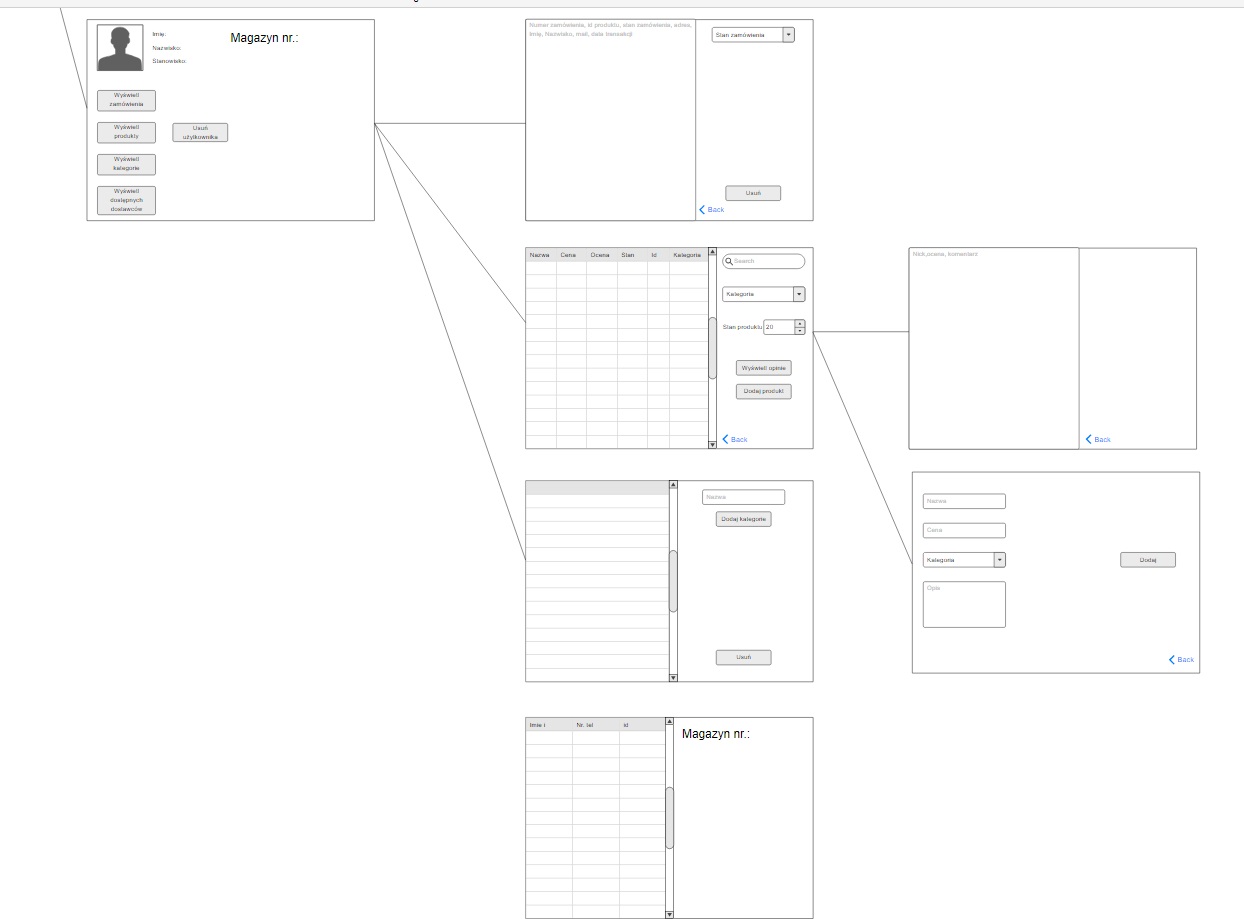 Imię:
Nazwisko:
Stanowisko:
Magazyn nr.:
Wyświetl
zamówienia
Wyświetl
produkty
Usuń
użytkownika
Wyświetl
kategorie
Wyświetl
dostępnych
dostawców
Numer zamówienia, id produktu, stan zamówienia, adres,
Imię, Nazwisko, mail, data transakcji
Stan zamówienia
Usuń
Back
Nazwa Cena Ocena Stan Id Kategoria
Search
Kategoria
Stan produktu 20
Wyświetl opinie
Dodaj produkt
Back
Nick,ocena, komentarz
Back
Nazwa
Dodaj kategorie
Usuń
Nazwa
Cena
Kategoria
Dodaj
Opis
Back
Imie i Nr. tel id
Magazyn nr.: